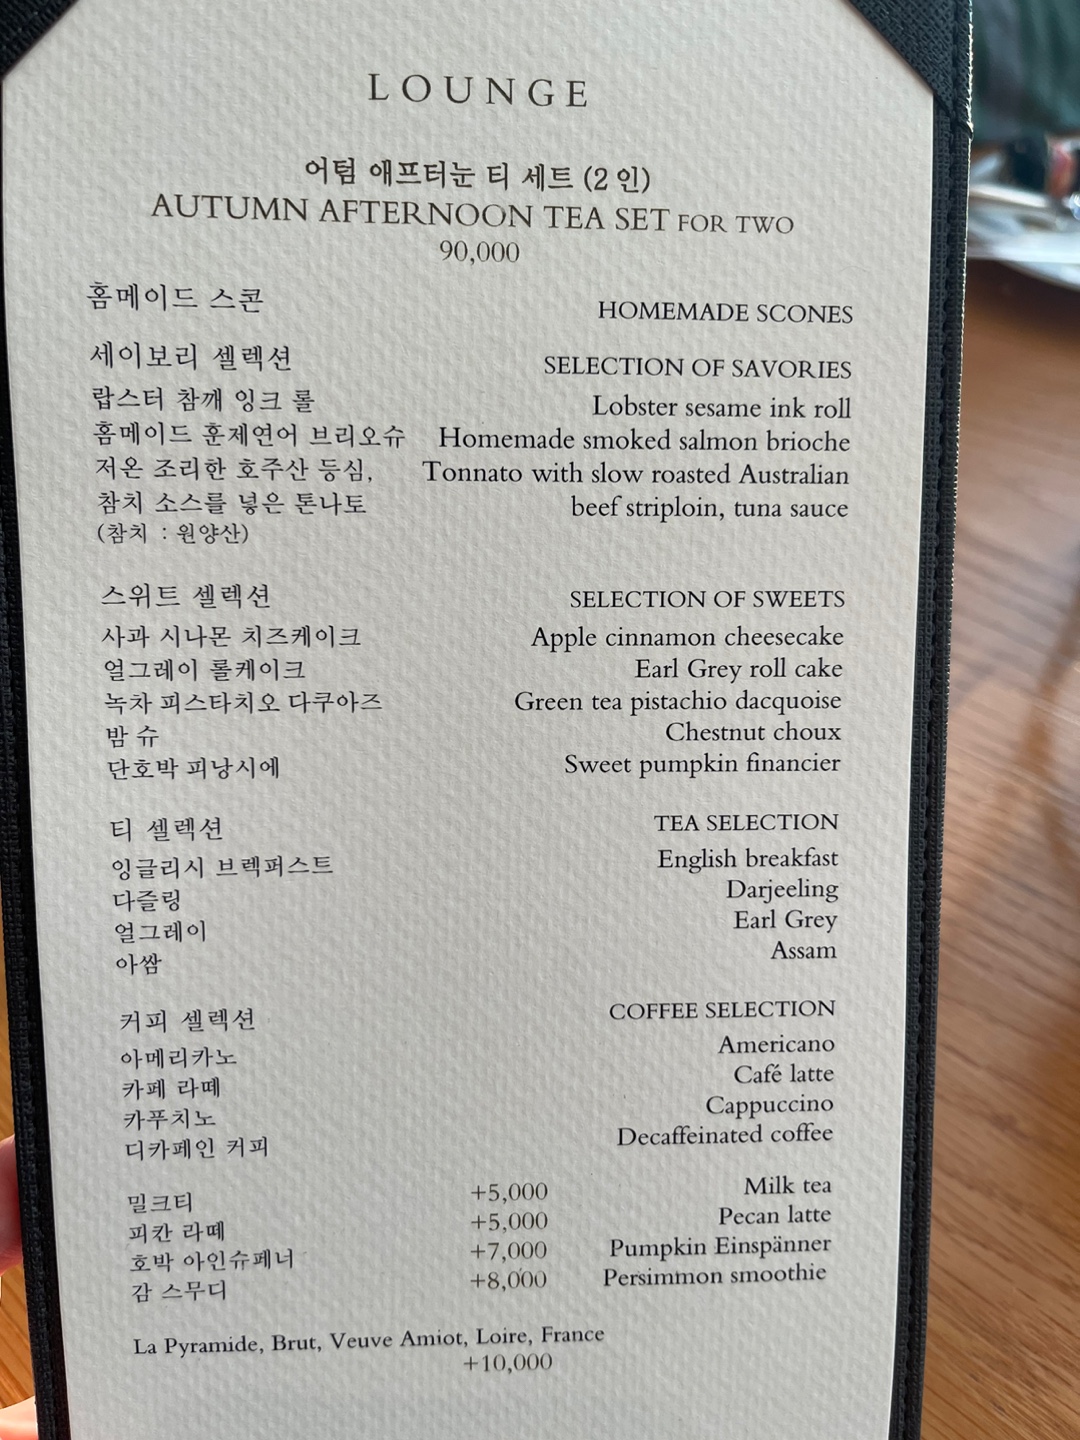 LOUNGE
어텀 애프터눈 티 세트 (2 인)
AUTUMN AFTERNOON TEA SET FOR TWO
90,000
홈메이드 스콘 HOMEMADE SCONES
세이보리 셀렉션 SELECTION OF SAVORIES
랍스터 참깨 잉크 롤 Lobster sesame ink roll
홈메이드 훈제연어 브리오슈 Homemade smoked salmon brioche
저온 조리한 호주산 등심, Tonnato with slow roasted Australian
참치 소스를 넣은 톤나토 beef striploin, tuna sauce
(참치 : 원양산)
스위트 셀렉션 SELECTION OF SWEETS
사과 시나몬 치즈케이크 Apple cinnamon cheesecake
얼그레이 롤케이크 Earl Grey roll cake
녹차 피스타치오 다쿠아즈 Green tea pistachio dacquoise
밤 슈 Chestnut choux
단호박 피낭시에 Sweet pumpkin financier
티 셀렉션 TEA SELECTION
잉글리시 브렉퍼스트 English breakfast
다즐링 Darjeeling
얼그레이 Earl Grey
아쌈 Assam
커피 셀렉션 COFFEE SELECTION
아메리카노 Americano
카페 라떼 Café latte
카푸치노 Cappuccino
디카페인 커피 Decaffeinated coffee
밀크티 +5,000 Milk tea
피칸 라떼 +5,000 Pecan latte
호박 아인슈페너 +7,000 Pumpkin Einspänner
감 스무디 +8,000 Persimmon smoothie
La Pyramide, Brut, Veuve Amiot, Loire, France
+10,000